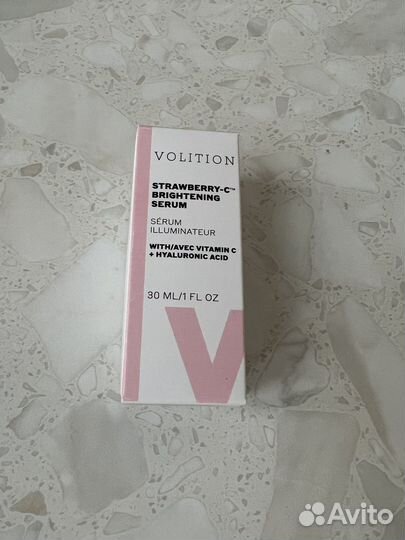 VOLITION
STRAWBERRY-C™
BRIGHTENING
SERUM
SÉRUM
ILLUMINATEUR
WITH/AVEC VITAMIN C
+ HYALURONIC ACID
30 ML/1 FL OZ
V
Avito